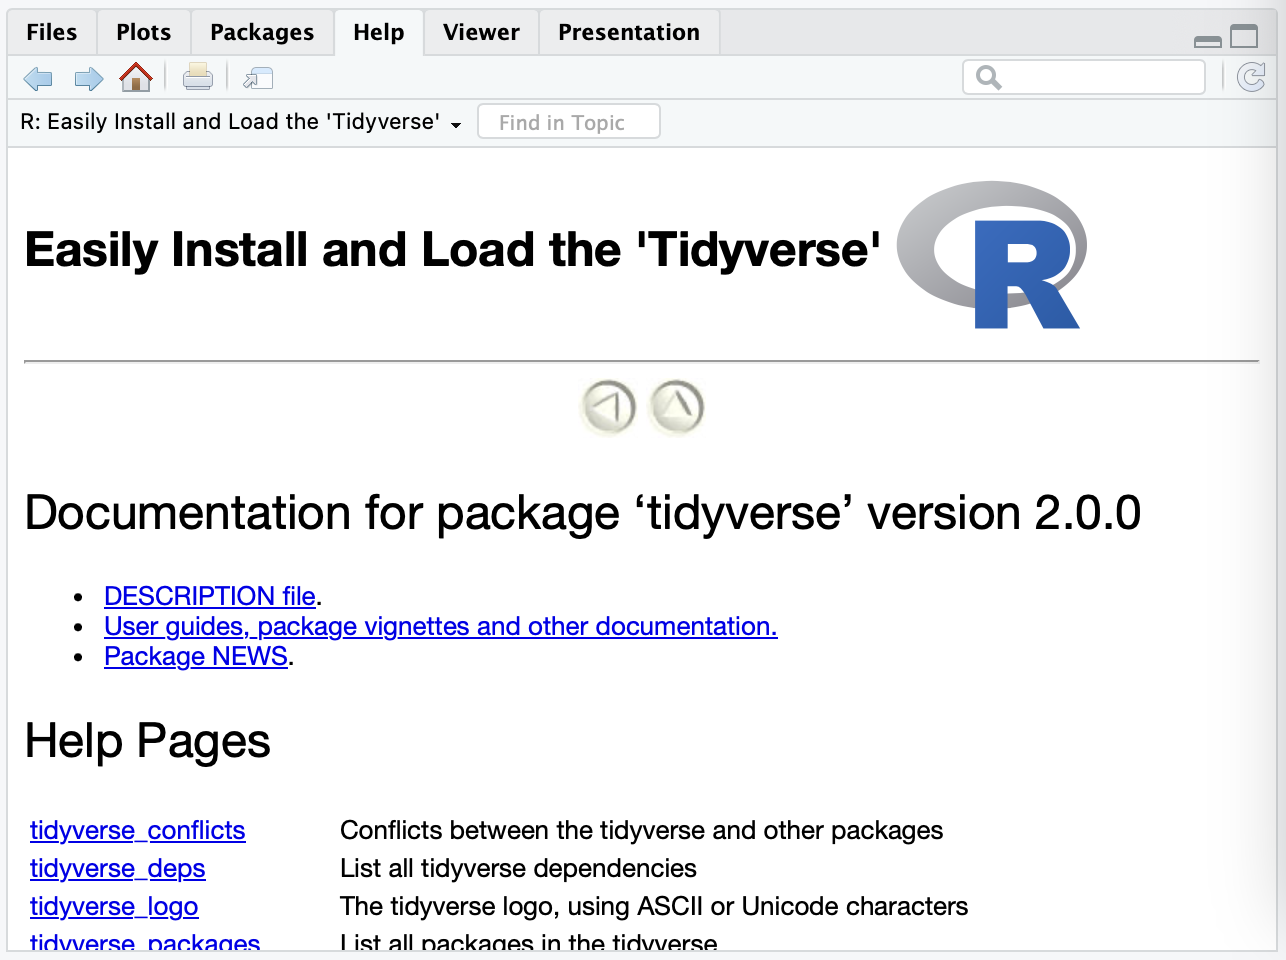 Files Plots Packages Help Viewer Presentation
R: Easily Install and Load the 'Tidyverse' Find in Topic
Easily Install and Load the 'Tidyverse' R
Documentation for package ‘tidyverse’ version 2.0.0
• DESCRIPTION file.
• User guides, package vignettes and other documentation.
• Package NEWS.
Help Pages
tidyverse_conflicts Conflicts between the tidyverse and other packages
tidyverse_deps List all tidyverse dependencies
tidyverse_logo The tidyverse logo, using ASCII or Unicode characters
tidyverse_packages List all packages in the tidyverse